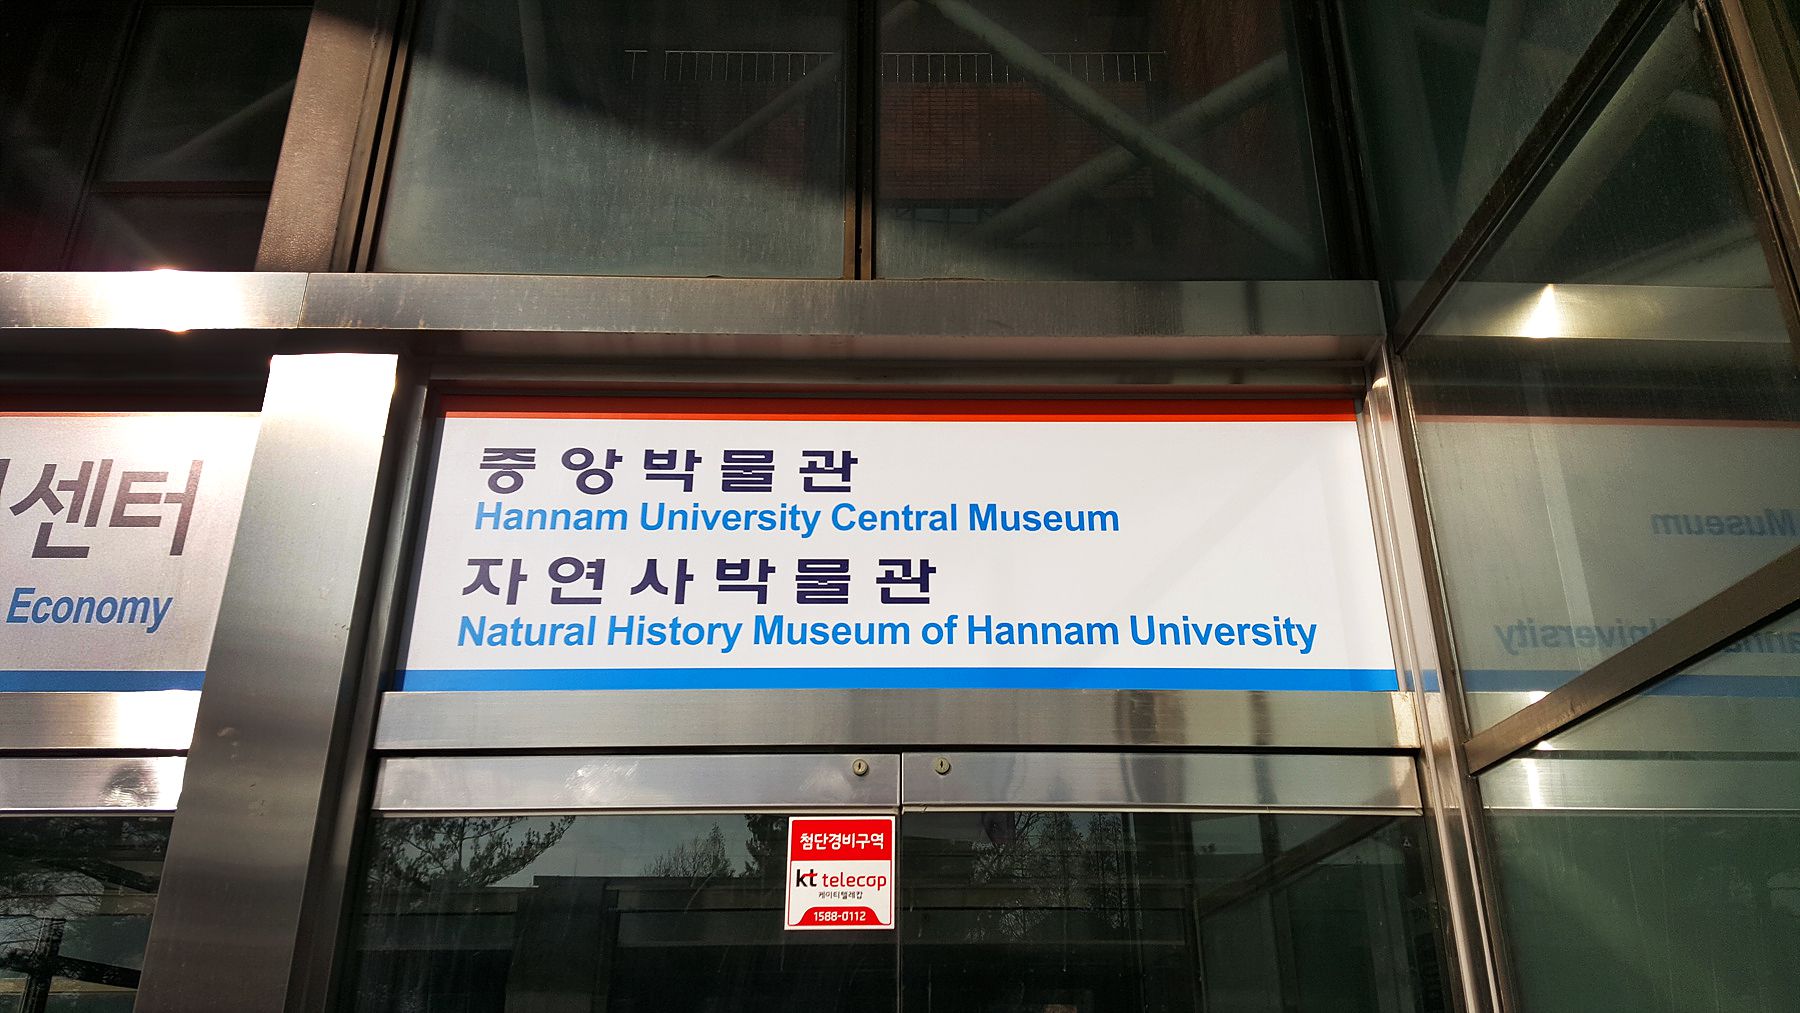 센터
Economy
중앙박물관
Hannam University Central Museum
자연사박물관
Natural History Museum of Hannam University
첨단경비구역
kt telecop
케이티텔레캅
1588-0112
Museum
University